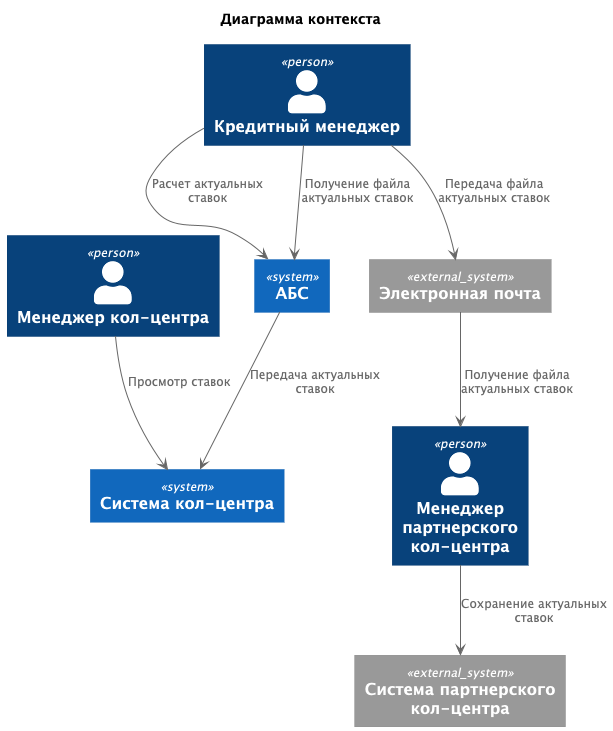 Диаграмма контекста
«person»
Кредитный менеджер
Расчет актуальных
ставок
Получение файла
актуальных ставок
Передача файла
актуальных ставок
«person»
Менеджер кол-центра
«system»
АБС
«external_system»
Электронная почта
Просмотр ставок
Передача актуальных
ставок
Получение файла
актуальных ставок
«system»
Система кол-центра
«person»
Менеджер
партнерского
кол-центра
Сохранение актуальных
ставок
«external_system»
Система партнерского
кол-центра